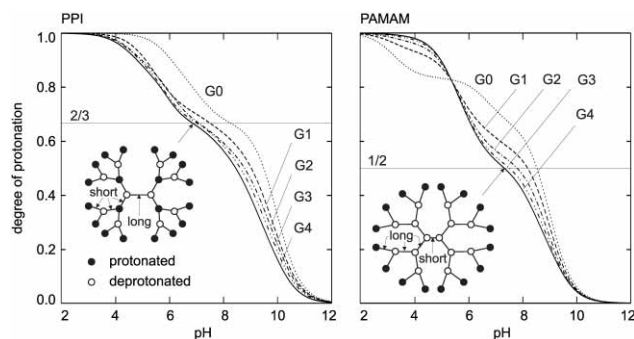 PPI
PAMAM
degree of protonation
1.0
0.8
0.6
0.4
0.2
0.0
2/3
G0
G1
G2
G3
G4
short
long
protonated
deprotonated
2 4 6 8 10 12
pH
G0
G1
G2
G3
G4
1/2
long
short
2 4 6 8 10 12
pH